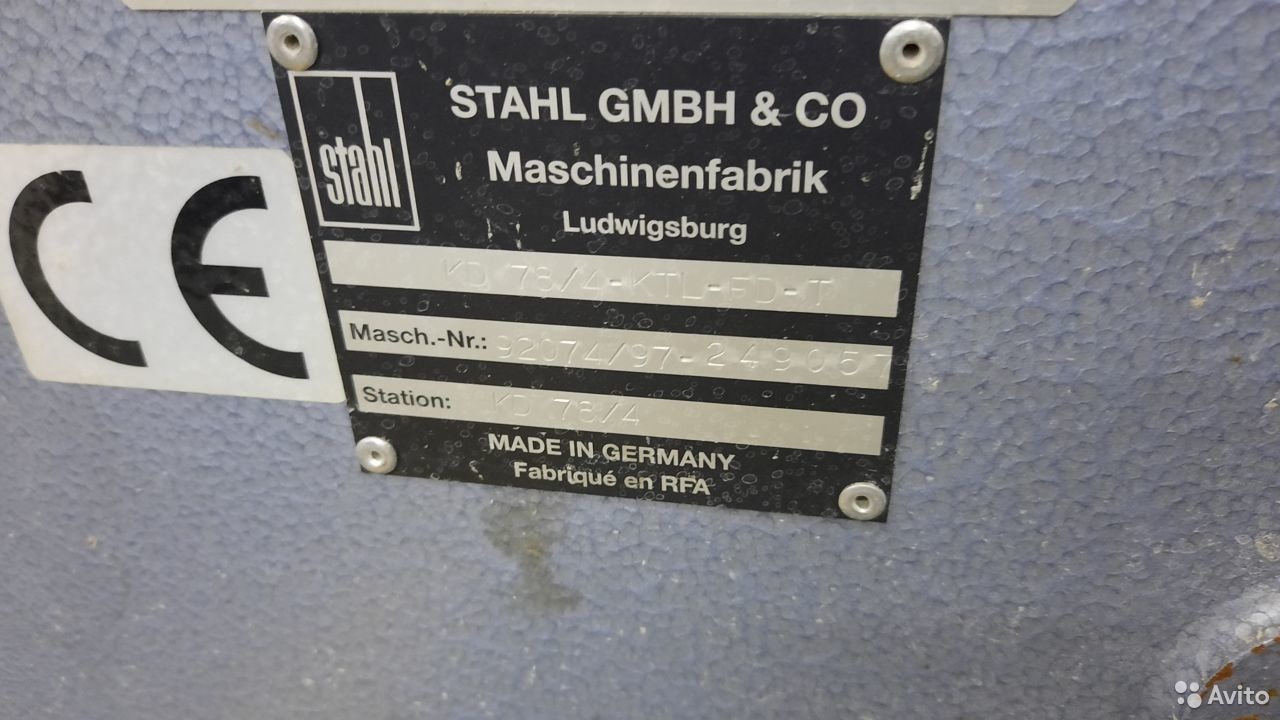 STAHL GMBH & CO
stahl
Maschinenfabrik
Ludwigsburg
KD 78/4-KTL-FD-T
Masch.-Nr.: 92074/97-249057
Station: KD 78/4
MADE IN GERMANY
Fabriqué en RFA
CE
Avito